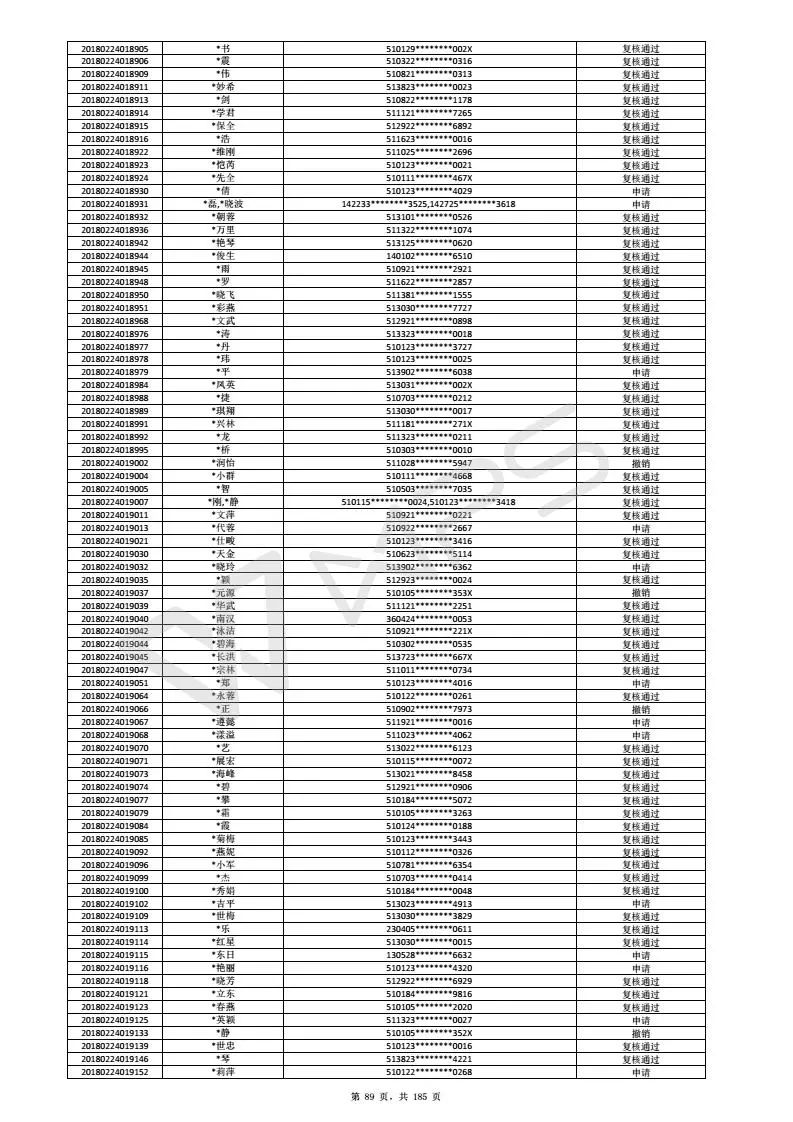 20180224018905 *书 510129********002X 复核通过
20180224018906 *震 510322********0316 复核通过
20180224018909 *伟 510821********0313 复核通过
20180224018911 *妙希 513823********0023 复核通过
20180224018913 *剑 510822********1178 复核通过
20180224018914 *学君 511121********7265 复核通过
20180224018915 *保全 512922********6892 复核通过
20180224018916 *浩 511623********0016 复核通过
20180224018922 *维刚 511025********2696 复核通过
20180224018923 *恺芮 510123********0021 复核通过
20180224018924 *先全 510111********467X 复核通过
20180224018930 *倩 510123********4029 申请
20180224018931 *磊,*晓波 142233********3525,142725********3618 申请
20180224018932 *朝蓉 513101********0526 复核通过
20180224018936 *万里 511322********1074 复核通过
20180224018942 *艳琴 513125********0620 复核通过
20180224018944 *俊生 140102********6510 复核通过
20180224018945 *雨 510921********2921 复核通过
20180224018948 *罗 511622********2857 复核通过
20180224018950 *晓飞 511381********1555 复核通过
20180224018951 *彩燕 513030********7727 复核通过
20180224018968 *文武 512921********0898 复核通过
20180224018976 *涛 513323********0018 复核通过
20180224018977 *丹 510123********3727 复核通过
20180224018978 *玮 510123********0025 复核通过
20180224018979 *平 513902********6038 申请
20180224018984 *凤英 513031********002X 复核通过
20180224018988 *捷 510703********0212 复核通过
20180224018989 *琪翔 513030********0017 复核通过
20180224018991 *兴林 511181********271X 复核通过
20180224018992 *龙 511323********0211 复核通过
20180224018995 *桥 510303********0010 复核通过
20180224019002 *润怡 511028********5947 撤销
20180224019004 *小群 510111********4668 复核通过
20180224019005 *智 510503********7035 复核通过
20180224019007 *刚,*静 510115********0024,510123********3418 复核通过
20180224019011 *文萍 510921********0221 复核通过
20180224019013 *代蓉 510922********2667 申请
20180224019021 *仕畯 510123********3416 复核通过
20180224019030 *天金 510623********5114 复核通过
20180224019032 *晓玲 513902********6362 申请
20180224019035 *颖 512923********0024 复核通过
20180224019037 *元源 510105********353X 撤销
20180224019039 *华武 511121********2251 复核通过
20180224019040 *南汉 360424********0053 复核通过
20180224019042 *泳洁 510921********221X 复核通过
20180224019044 *碧海 510302********0535 复核通过
20180224019045 *长洪 513723********667X 复核通过
20180224019047 *宗林 511011********0734 复核通过
20180224019051 *郑 510123********4016 申请
20180224019064 *永蓉 510122********0261 复核通过
20180224019066 *正 510902********7973 撤销
20180224019067 *遵懿 511921********0016 申请
20180224019068 *漾溢 511023********4062 申请
20180224019070 *艺 513022********6123 复核通过
20180224019071 *展宏 510115********0072 复核通过
20180224019073 *海峰 513021********8458 复核通过
20180224019074 *碧 512921********0906 复核通过
20180224019077 *攀 510184********5072 复核通过
20180224019079 *霜 510105********3263 复核通过
20180224019084 *霞 510124********0188 复核通过
20180224019085 *菊梅 510123********3443 复核通过
20180224019092 *燕妮 510112********0326 复核通过
20180224019096 *小军 510781********6354 复核通过
20180224019099 *杰 510703********0414 复核通过
20180224019100 *秀娟 510184********0048 复核通过
20180224019102 *吉平 513023********4913 申请
20180224019109 *世梅 513030********3829 复核通过
20180224019113 *乐 230405********0611 复核通过
20180224019114 *红星 513030********0015 复核通过
20180224019115 *东日 130528********6632 申请
20180224019116 *艳丽 510123********4320 申请
20180224019118 *晓芳 512922********6929 复核通过
20180224019121 *立东 510184********9816 复核通过
20180224019123 *春燕 510105********2020 复核通过
20180224019125 *英颖 511323********0027 申请
20180224019133 *静 510105********352X 撤销
20180224019139 *世忠 510123********0016 复核通过
20180224019146 *琴 513823********4221 复核通过
20180224019152 *莉萍 510122********0268 申请
第 89 页，共 185 页